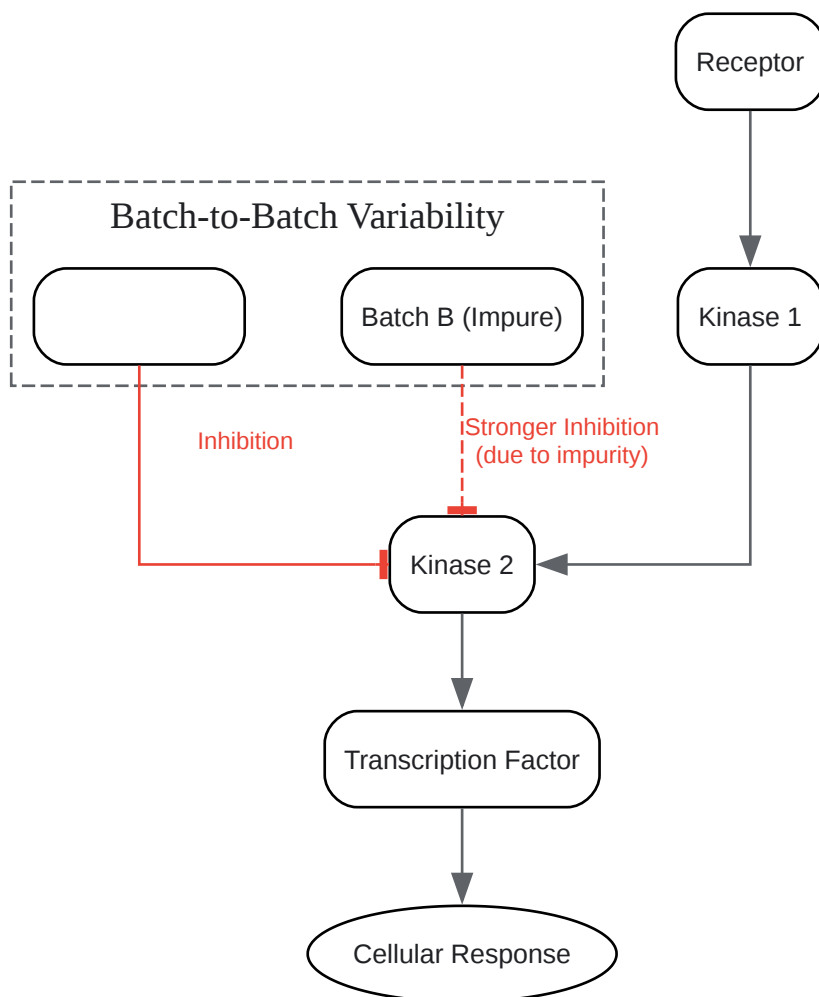 Receptor
Batch-to-Batch Variability
Batch B (Impure)
Kinase 1
Inhibition
Stronger Inhibition
(due to impurity)
Kinase 2
Transcription Factor
Cellular Response